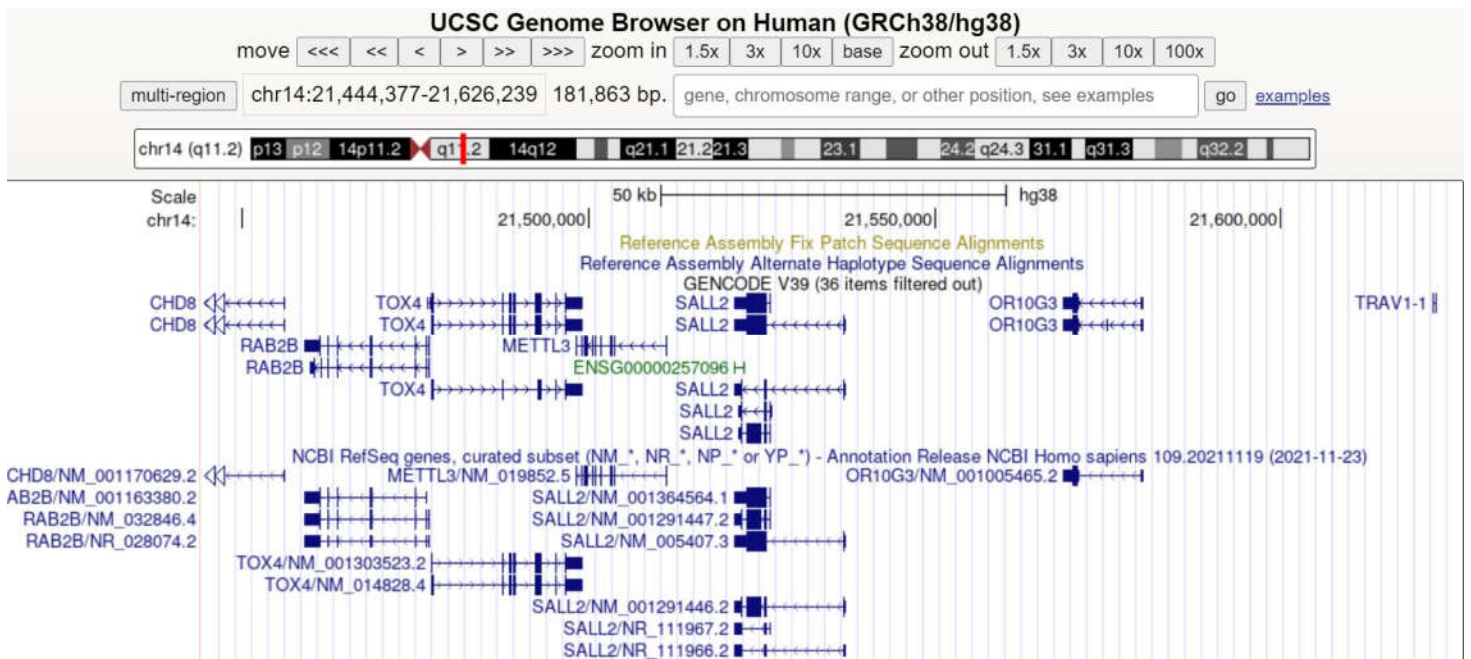 UCSC Genome Browser on Human (GRCh38/hg38)
move <<< << < > >> >>> zoom in 1.5x 3x 10x base zoom out 1.5x 3x 10x 100x
multi-region chr14:21,444,377-21,626,239 181,863 bp. gene, chromosome range, or other position, see examples go examples
chr14 (q11.2) p13 p12 14p11.2 q11.2 14q12 q21.1 21.2 21.3 23.1 24.2 q24.3 31.1 q31.3 q32.2
Scale 50 kb hg38
chr14: 21,500,000 21,550,000 21,600,000
Reference Assembly Fix Patch Sequence Alignments
Reference Assembly Alternate Haplotype Sequence Alignments
GENCODE V39 (36 items filtered out)
CHD8 TOX4 SALL2 OR10G3 TRAV1-1
CHD8 TOX4 SALL2 OR10G3
RAB2B METTL3
RAB2B ENSG00000257096
TOX4 SALL2
SALL2
SALL2
NCBI RefSeq genes, curated subset (NM_*, NR_*, NP_* or YP_*) - Annotation Release NCBI Homo sapiens 109.20211119 (2021-11-23)
CHD8/NM_001170629.2 METTL3/NM_019852.5 OR10G3/NM_001005465.2
AB2B/NM_001163380.2 SALL2/NM_001364564.1
RAB2B/NM_032846.4 SALL2/NM_001291447.2
RAB2B/NR_028074.2 SALL2/NM_005407.3
TOX4/NM_001303523.2
TOX4/NM_014828.4
SALL2/NM_001291446.2
SALL2/NR_111967.2
SALL2/NR_111966.2